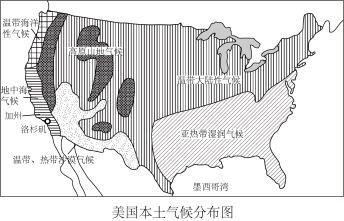 温带海洋
性气候
高原山地气候
温带大陆性气候
地中海
气候
加州
洛杉矶
亚热带湿润气候
温带、热带沙漠气候
墨西哥湾
美国本土气候分布图